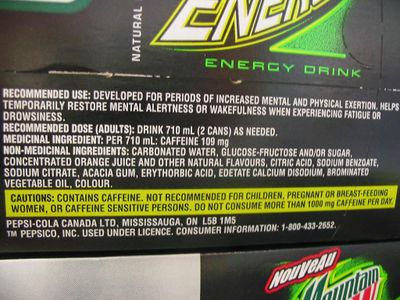 NATURAL
ENERG
ENERGY DRINK
RECOMMENDED USE: DEVELOPED FOR PERIODS OF INCREASED MENTAL AND PHYSICAL EXERTION. HELPS
TEMPORARILY RESTORE MENTAL ALERTNESS OR WAKEFULNESS WHEN EXPERIENCING FATIGUE OR
DROWSINESS.
RECOMMENDED DOSE (ADULTS): DRINK 710 mL (2 CANS) AS NEEDED.
MEDICINAL INGREDIENT: PER 710 mL: CAFFEINE 109 mg
NON-MEDICINAL INGREDIENTS: CARBONATED WATER, GLUCOSE-FRUCTOSE AND/OR SUGAR,
CONCENTRATED ORANGE JUICE AND OTHER NATURAL FLAVOURS, CITRIC ACID, SODIUM BENZOATE,
SODIUM CITRATE, ACACIA GUM, ERYTHORBIC ACID, EDETATE CALCIUM DISODIUM, BROMINATED
VEGETABLE OIL, COLOUR.
CAUTIONS: CONTAINS CAFFEINE. NOT RECOMMENDED FOR CHILDREN, PREGNANT OR BREAST-FEEDING
WOMEN, OR CAFFEINE SENSITIVE PERSONS. DO NOT CONSUME MORE THAN 1000 mg CAFFEINE PER DAY.
PEPSI-COLA CANADA LTD, MISSISSAUGA, ON L5B 1M5
™ PEPSICO, INC. USED UNDER LICENCE. CONSUMER INFORMATION: 1-800-433-2652.
NOUVEAU
Mountain